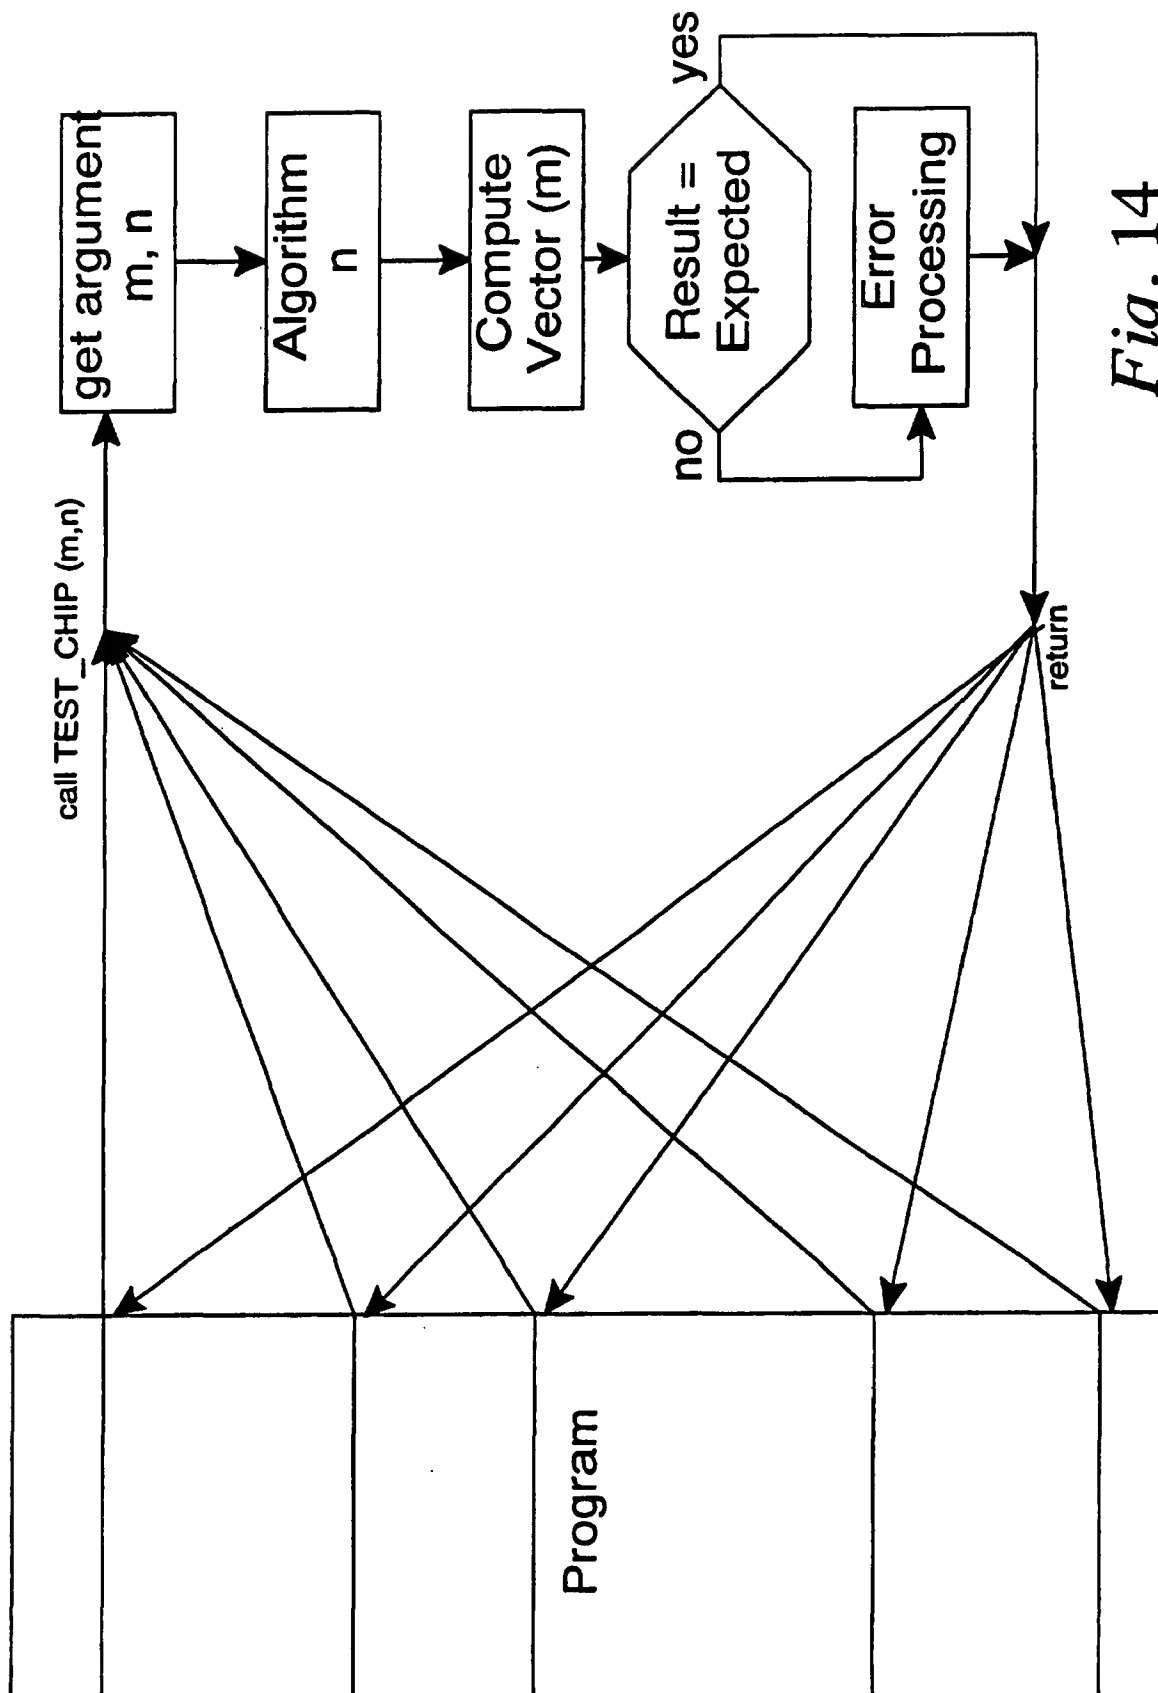 call TEST_CHIP (m,n)
get argument
m, n
Algorithm
n
Compute
Vector (m)
Result =
Expected
yes
no
Error
Processing
return
Program
Fig. 14